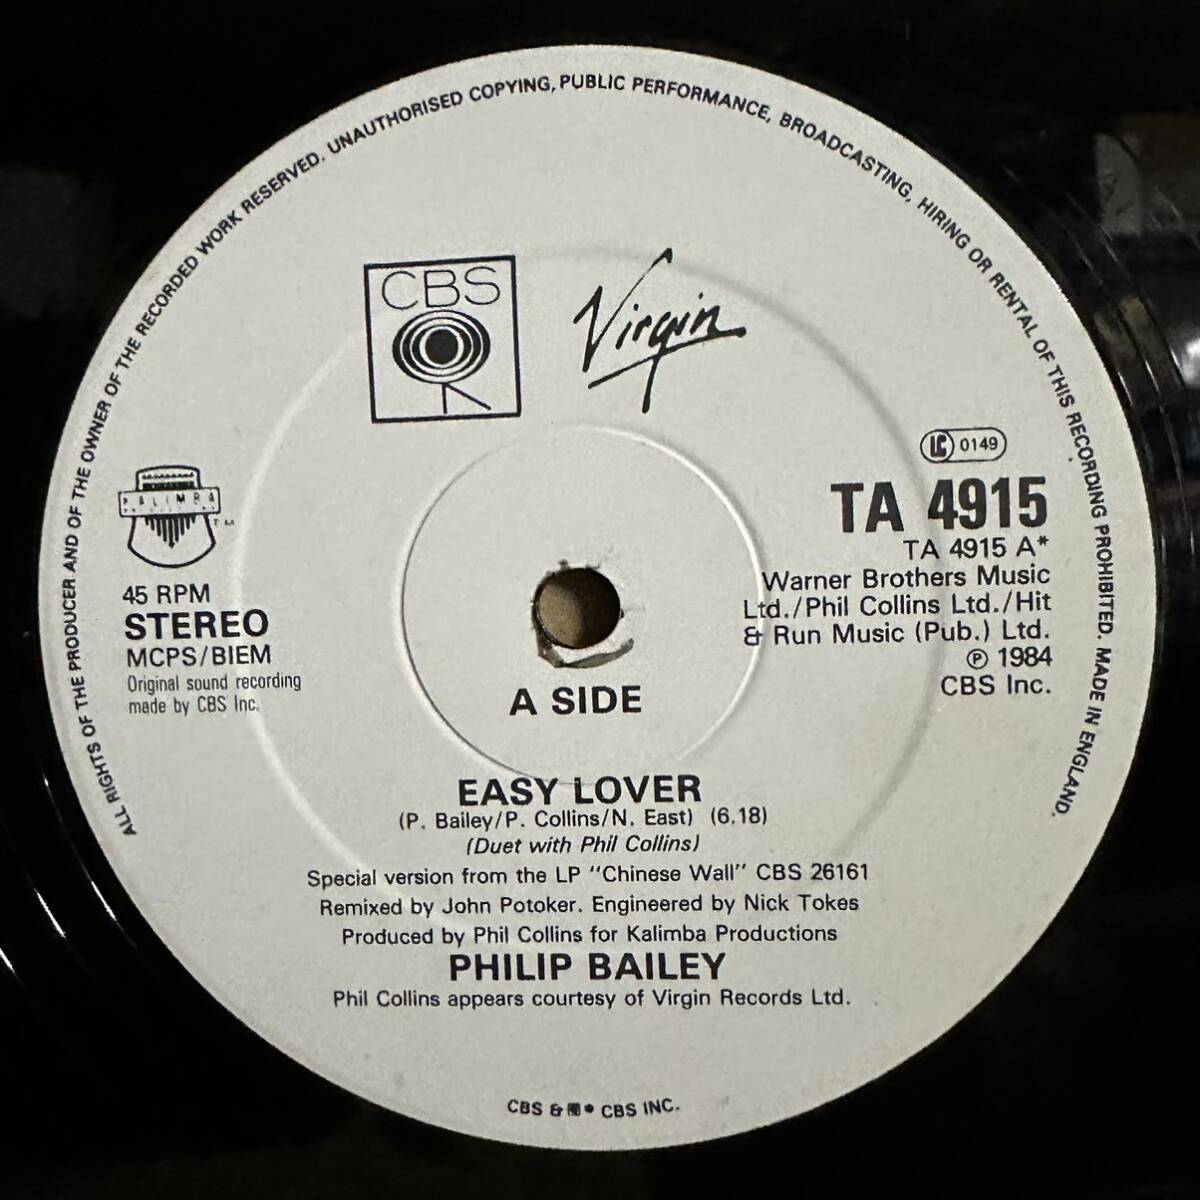 ALL RIGHTS OF THE PRODUCER AND OF THE OWNER OF THE RECORDED WORK RESERVED. UNAUTHORISED COPYING, PUBLIC PERFORMANCE, BROADCASTING, HIRING OR RENTAL OF THIS RECORDING PROHIBITED. MADE IN ENGLAND.
CBS
Virgin
LC 0149
KALIMBA
TM
45 RPM
STEREO
MCPS/BIEM
Original sound recording
made by CBS Inc.
TA 4915
TA 4915 A*
Warner Brothers Music
Ltd./Phil Collins Ltd./Hit
& Run Music (Pub.) Ltd.
℗ 1984
CBS Inc.
A SIDE
EASY LOVER
(P. Bailey/P. Collins/N. East) (6.18)
(Duet with Phil Collins)
Special version from the LP "Chinese Wall" CBS 26161
Remixed by John Potoker. Engineered by Nick Tokes
Produced by Phil Collins for Kalimba Productions
PHILIP BAILEY
Phil Collins appears courtesy of Virgin Records Ltd.
CBS & CBS INC.